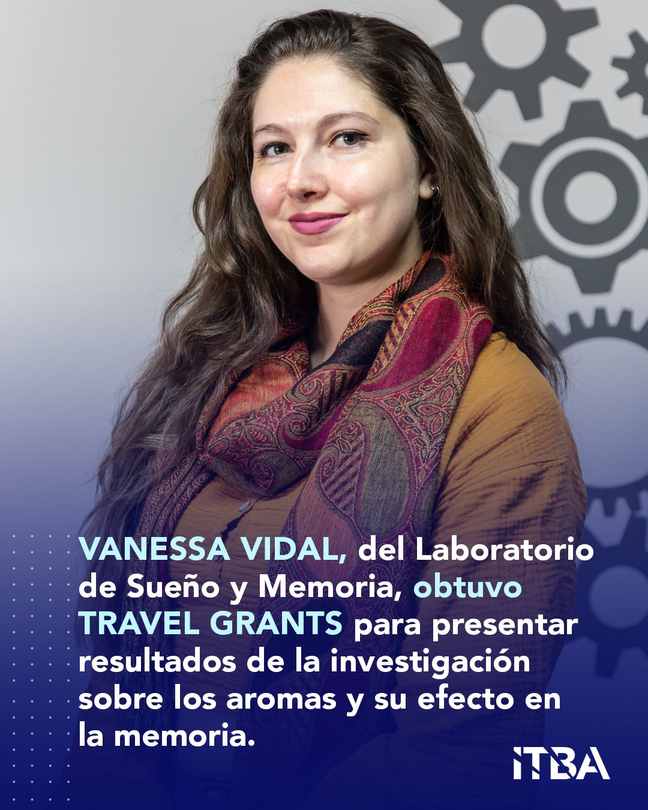 VANESSA VIDAL, del Laboratorio
de Sueño y Memoria, obtuvo
TRAVEL GRANTS para presentar
resultados de la investigación
sobre los aromas y su efecto en
la memoria.
ITBA